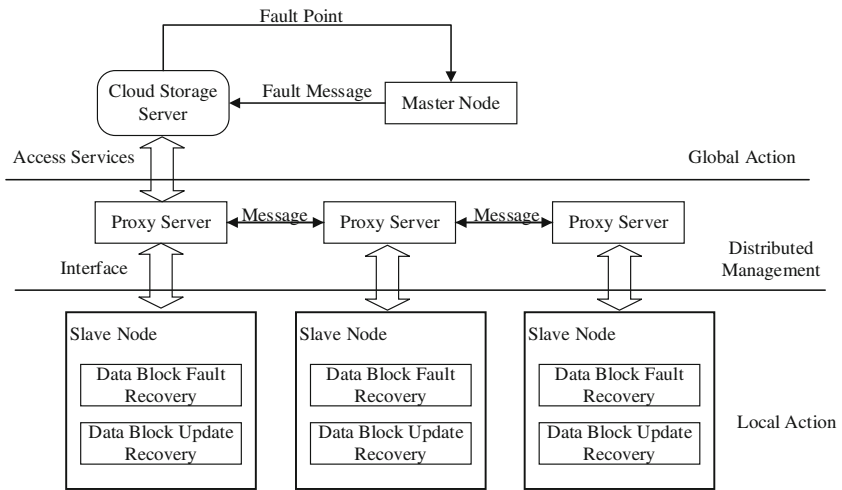 Fault Point
Cloud Storage
Server
Fault Message
Master Node
Access Services
Global Action
Proxy Server
Message
Proxy Server
Message
Proxy Server
Interface
Distributed
Management
Slave Node
Data Block Fault
Recovery
Data Block Update
Recovery
Slave Node
Data Block Fault
Recovery
Data Block Update
Recovery
Slave Node
Data Block Fault
Recovery
Data Block Update
Recovery
Local Action